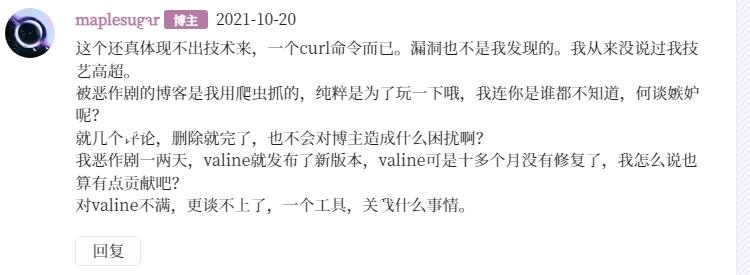 maplesugar 博主 2021-10-20
这个还真体现不出技术来，一个curl命令而已。漏洞也不是我发现的。我从来没说过我技
艺高超。
被恶作剧的博客是我用爬虫抓的，纯粹是为了玩一下哦，我连你是谁都不知道，何谈嫉妒
呢？
就几个评论，删除就完了，也不会对博主造成什么困扰啊？
我恶作剧一两天，valine就发布了新版本，valine可是十多个月没有修复了，我怎么说也
算有点贡献吧？
对valine不满，更谈不上了，一个工具，关我什么事情。
回复